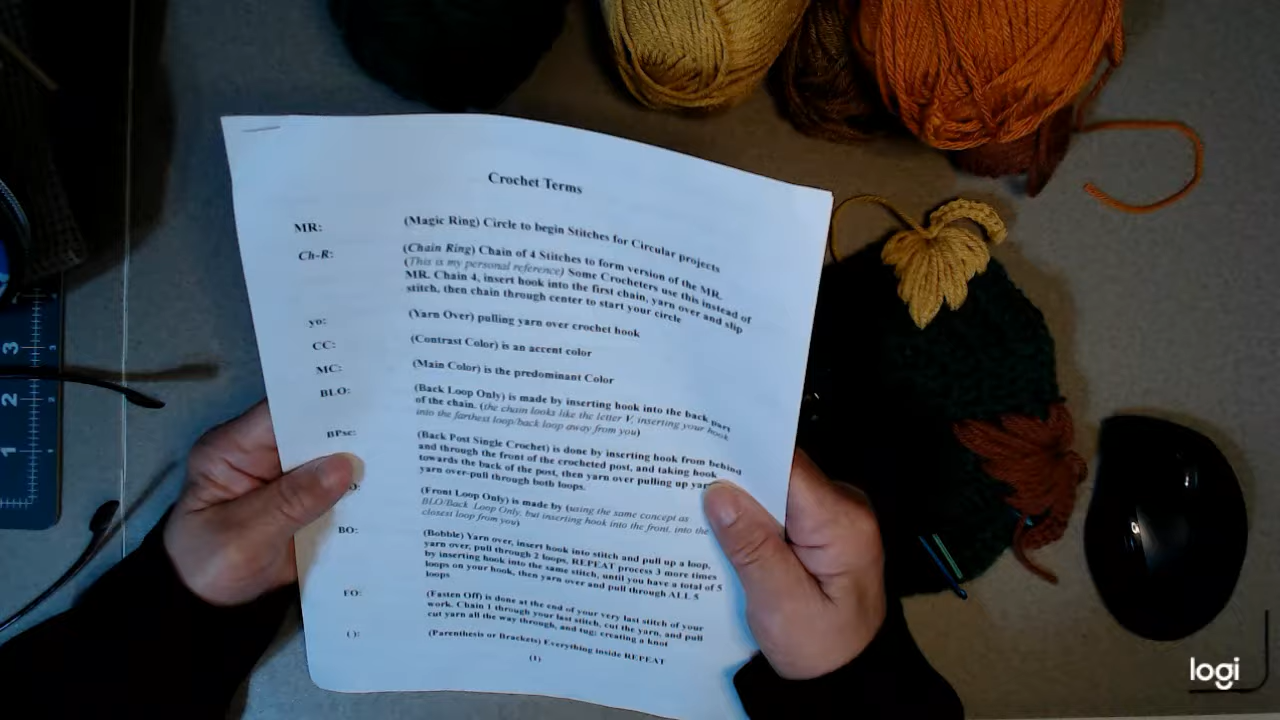 Crochet Terms
MR: (Magic Ring) Circle to begin Stitches for Circular projects
Ch-R: (Chain Ring) Chain of 4 Stitches to form version of the MR.
(This is my personal reference) Some Crocheters use this instead of
MR. Chain 4, insert hook into the first chain, yarn over and slip
stitch, then chain through center to start your circle
yo: (Yarn Over) pulling yarn over crochet hook
CC: (Contrast Color) is an accent color
MC: (Main Color) is the predominant Color
BLO: (Back Loop Only) is made by inserting hook into the back part
of the chain. (the chain looks like the letter V, inserting your hook
into the farthest loop/back loop away from you)
BPsc: (Back Post Single Crochet) is done by inserting hook from behind
and through the front of the crocheted post, and taking hook
towards the back of the post, then yarn over pulling up
yarn over-pull through both loops.
(Front Loop Only) is made by (using the same concept as
BLO/Back Loop Only, but inserting hook into the front, into the
closest loop from you)
BO: (Bobble) Yarn over, insert hook into stitch and pull up a loop,
yarn over, pull through 2 loops, REPEAT process 3 more times
by inserting hook into the same stitch, until you have a total of 5
loops on your hook, then yarn over and pull through ALL 5
loops
FO: (Fasten Off) is done at the end of your very last stitch of your
work. Chain 1 through your last stitch, cut the yarn, and pull
cut yarn all the way through, and tug; creating a knot
( ): (Parenthesis or Brackets) Everything inside REPEAT
(1)
3
2
1
logi